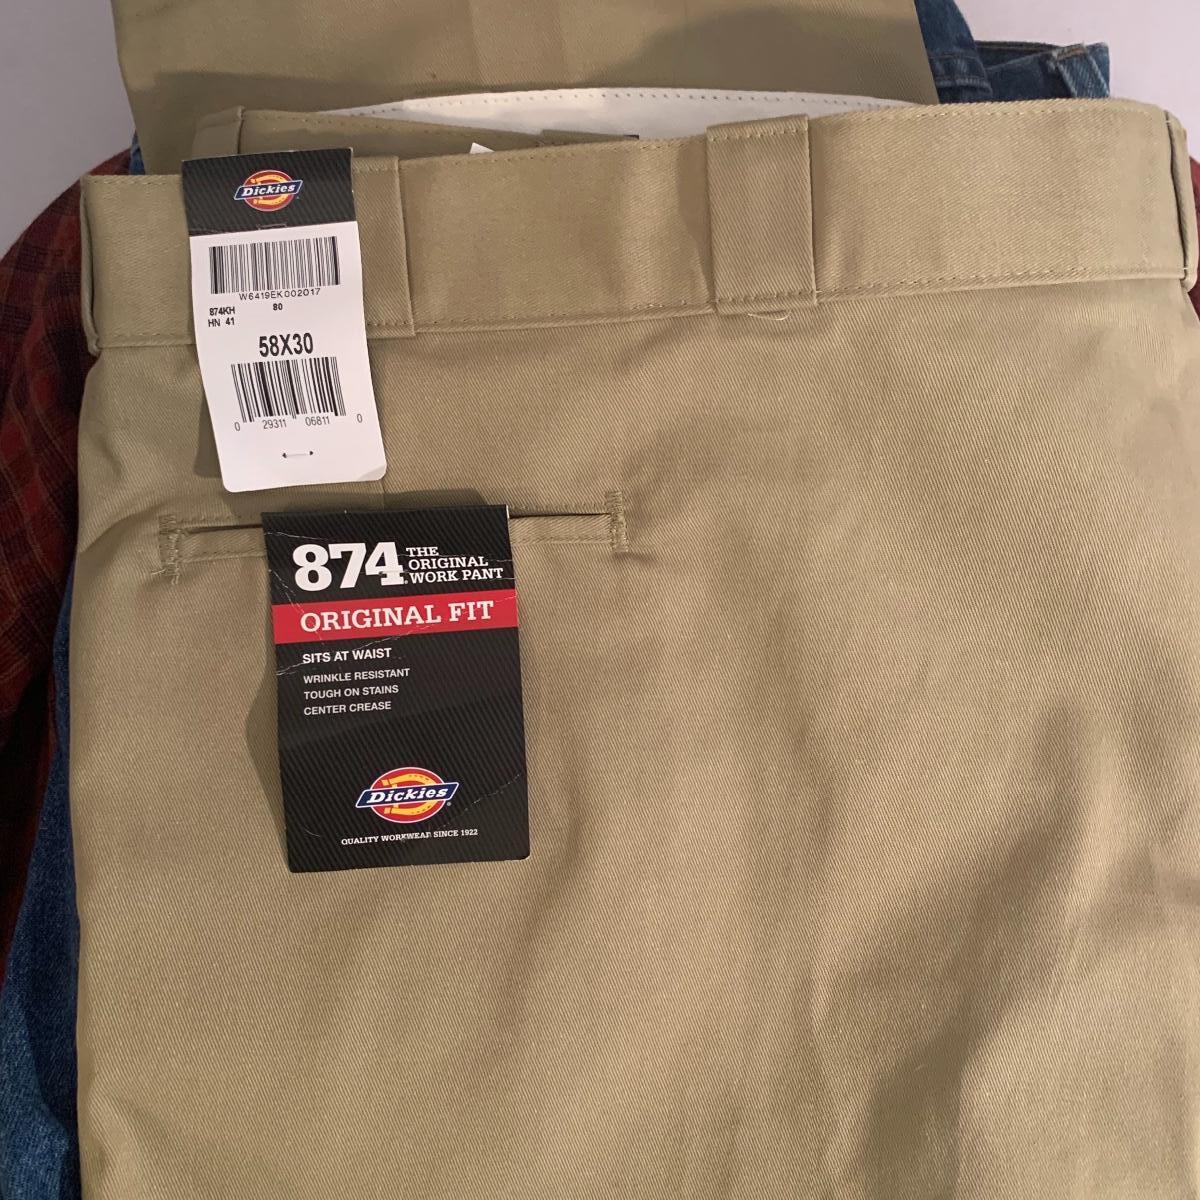 Dickies
W6419EK002017
874KH 80
HN 41
58X30
0 29311 06811 0
874 THE
ORIGINAL
WORK PANT
ORIGINAL FIT
SITS AT WAIST
WRINKLE RESISTANT
TOUGH ON STAINS
CENTER CREASE
Dickies
QUALITY WORKWEAR SINCE 1922